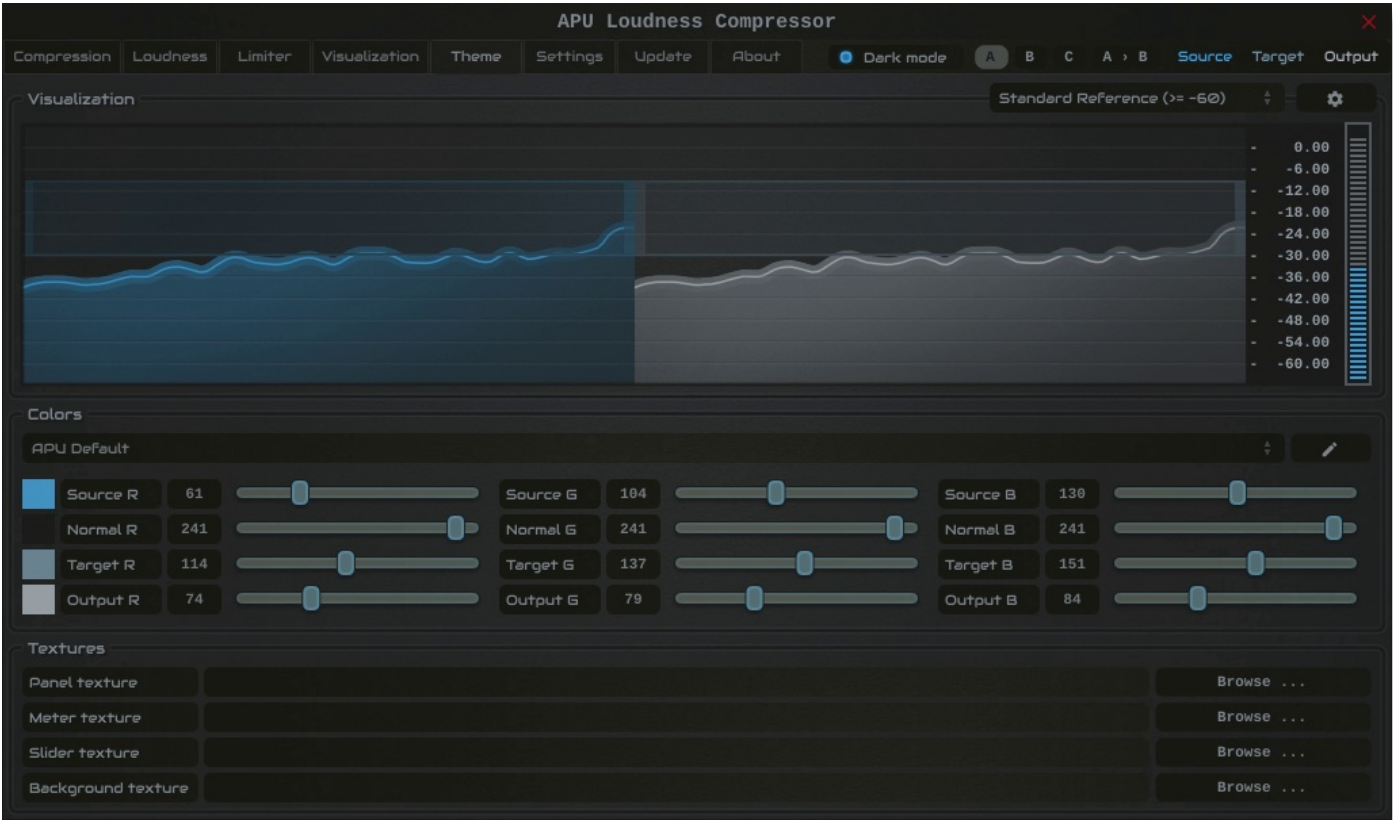 APU Loudness Compressor
Compression Loudness Limiter Visualization Theme Settings Update About Dark mode A B C A › B Source Target Output
Visualization Standard Reference (>= -60)
- 0.00
- -6.00
- -12.00
- -18.00
- -24.00
- -30.00
- -36.00
- -42.00
- -48.00
- -54.00
- -60.00
Colors
APU Default
Source R 61 Source G 104 Source B 130
Normal R 241 Normal G 241 Normal B 241
Target R 114 Target G 137 Target B 151
Output R 74 Output G 79 Output B 84
Textures
Panel texture Browse ...
Meter texture Browse ...
Slider texture Browse ...
Background texture Browse ...